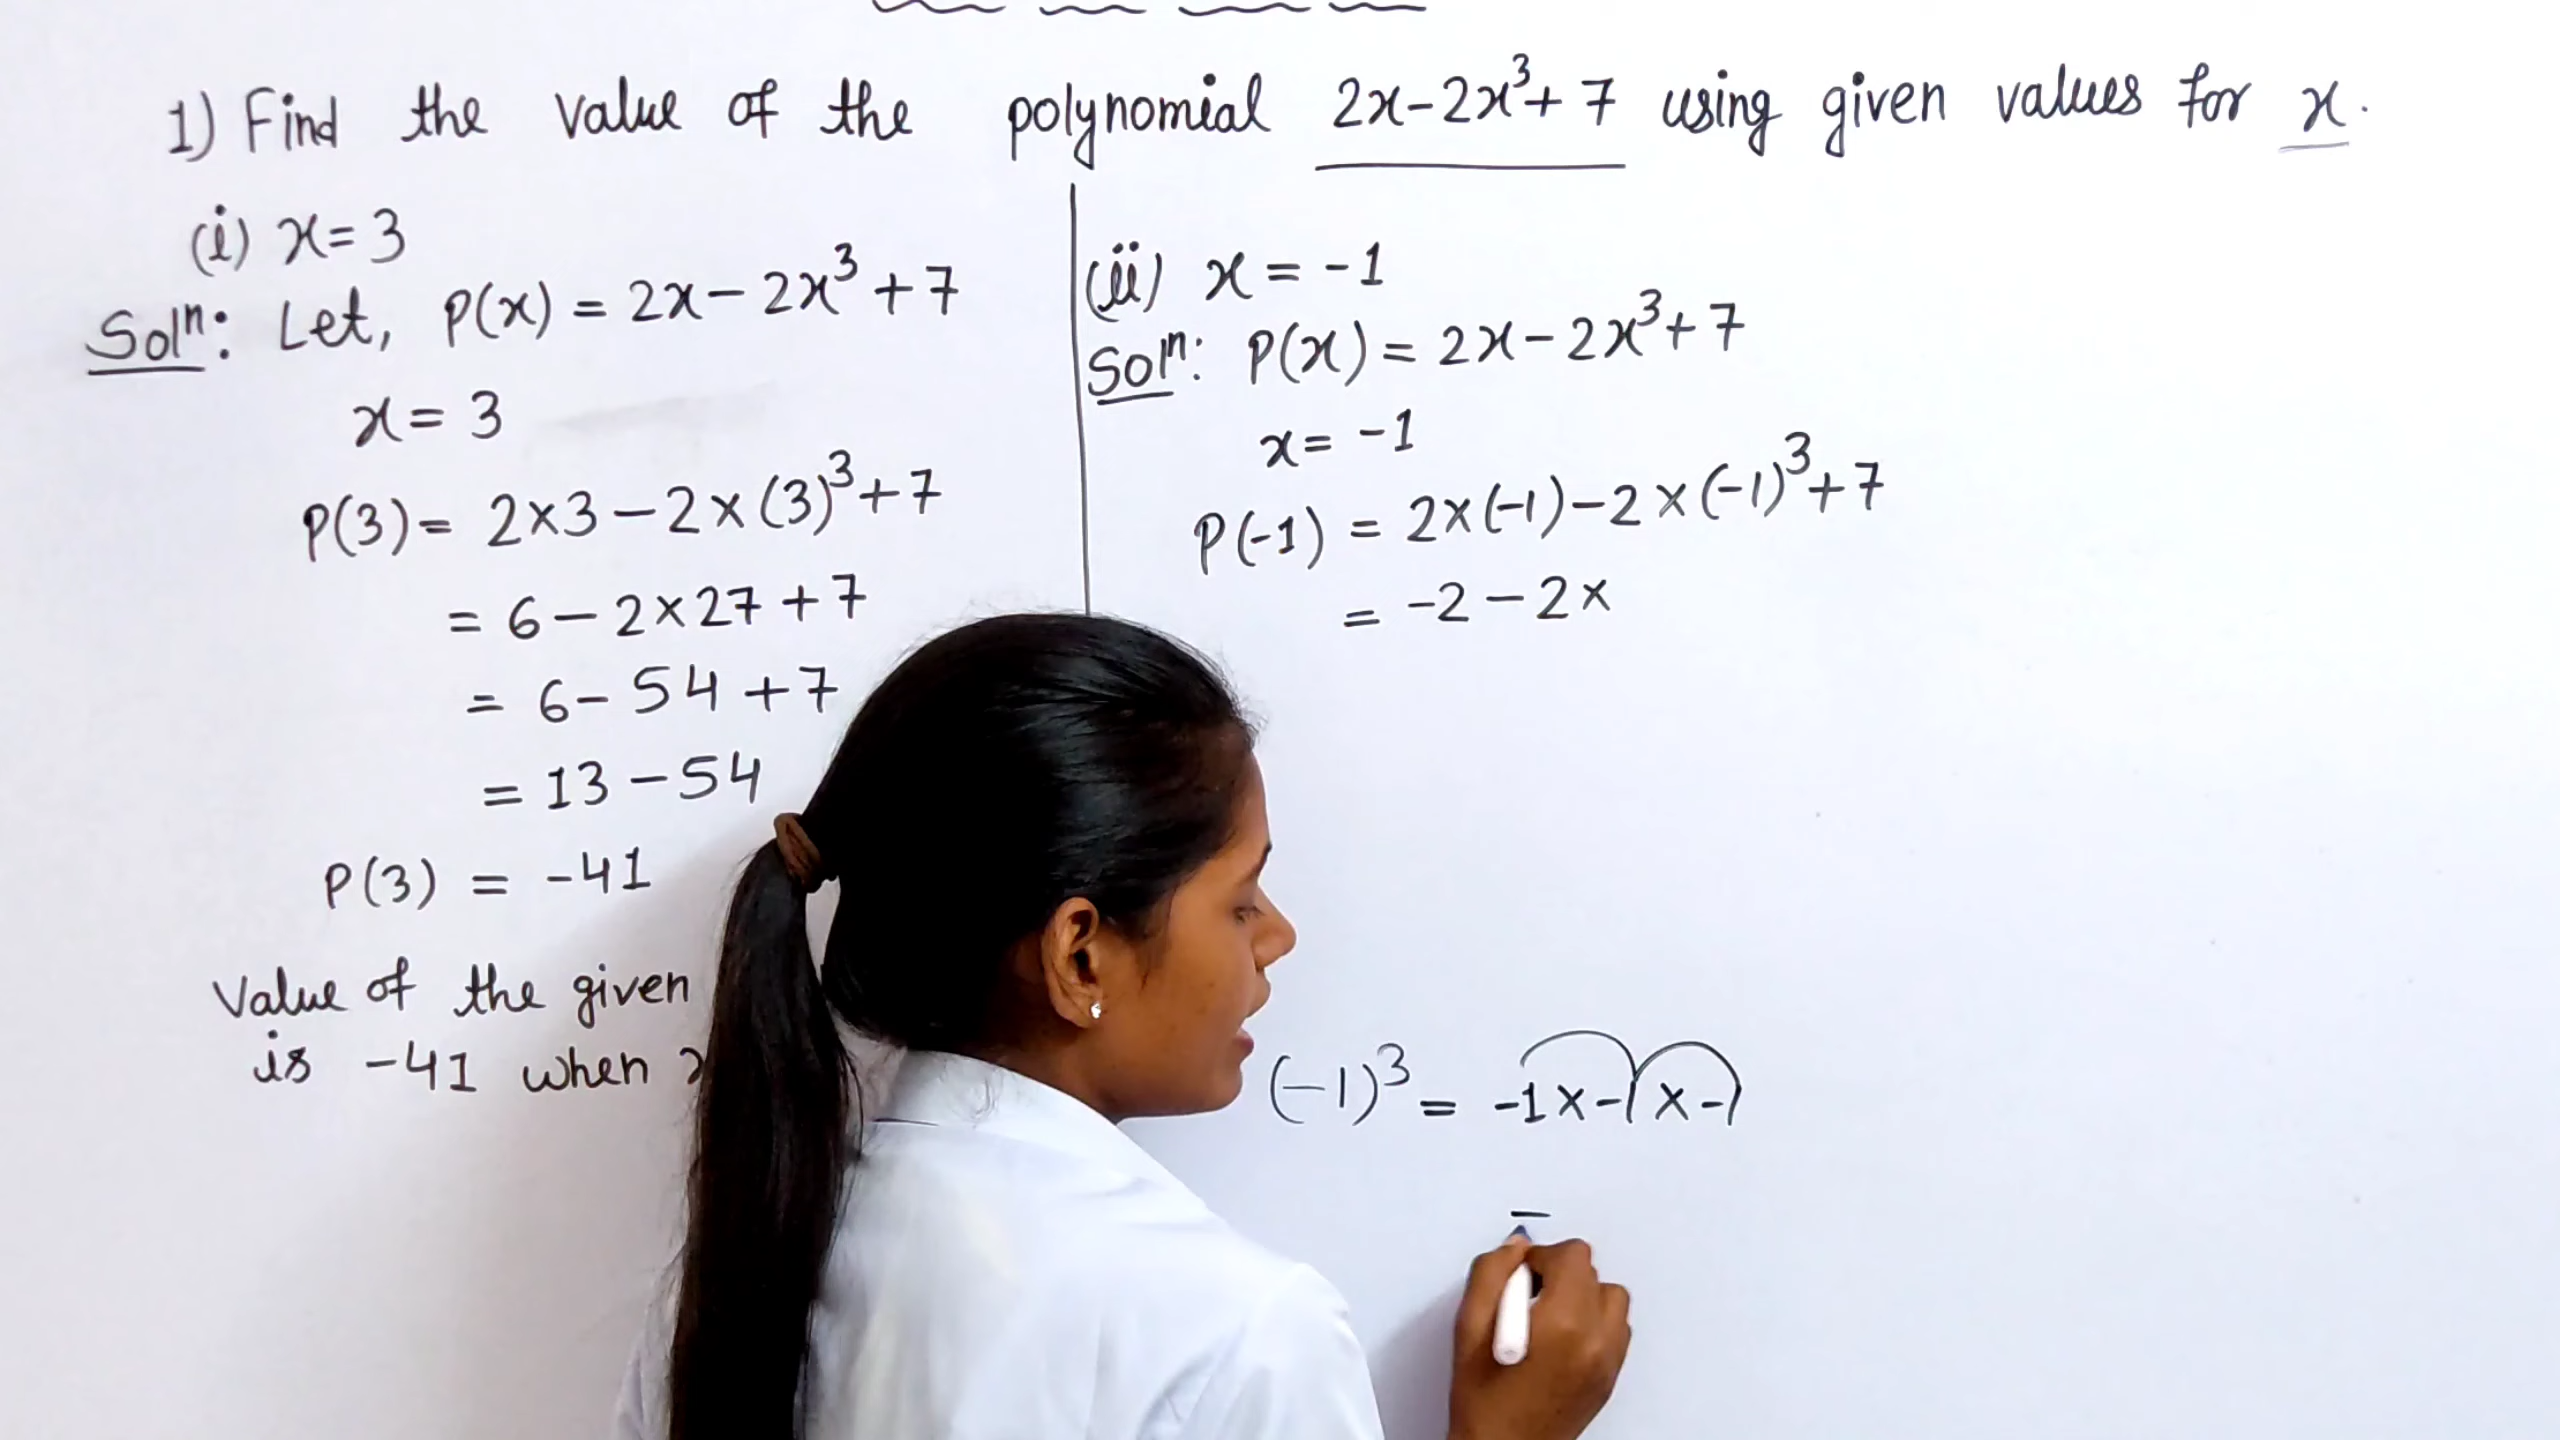 1) Find the value of the polynomial 2x-2x³+7 using given values for x.
(i) x=3
Solⁿ: Let, P(x) = 2x-2x³+7
x=3
P(3)= 2×3-2×(3)³+7
= 6-2×27+7
= 6-54+7
= 13-54
P(3) = -41
Value of the given
is -41 when
(ii) x=-1
Solⁿ: P(x)= 2x-2x³+7
x= -1
P(-1) = 2×(-1)-2×(-1)³+7
= -2-2×
(-1)³= -1×-1×-1
-